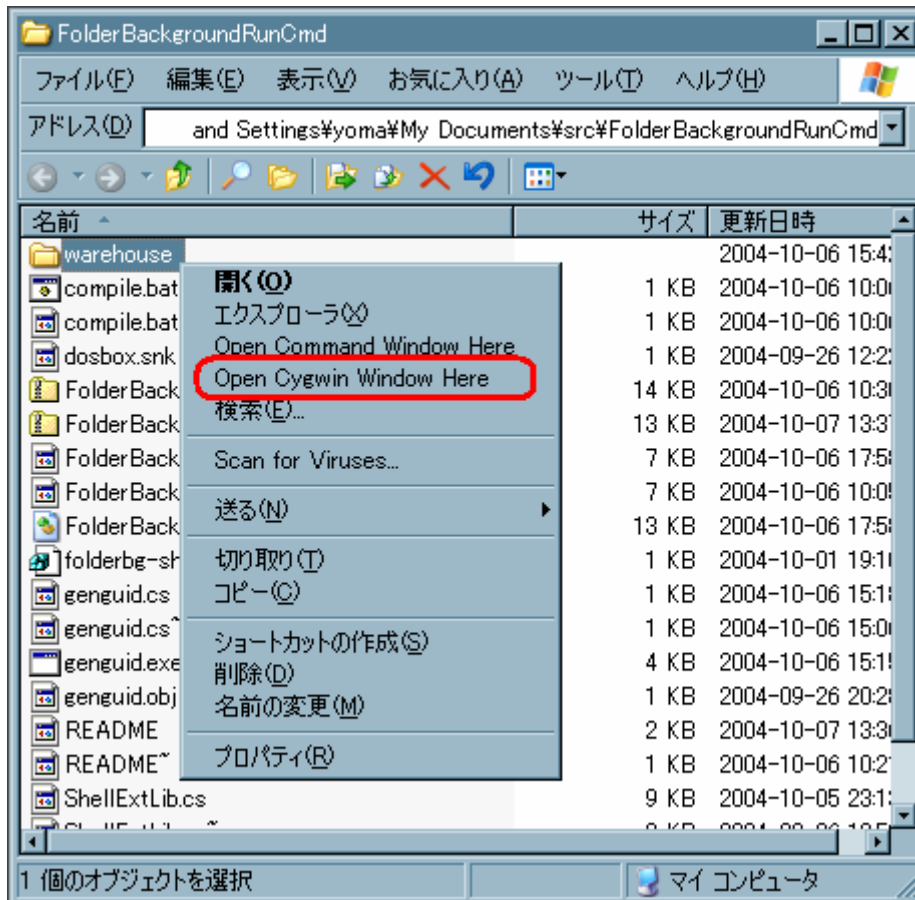 FolderBackgroundRunCmd
ファイル(F) 編集(E) 表示(V) お気に入り(A) ツール(T) ヘルプ(H)
アドレス(D) and Settings¥yoma¥My Documents¥src¥FolderBackgroundRunCmd
名前 サイズ 更新日時
warehouse 2004-10-06 15:4
compile.bat 1 KB 2004-10-06 10:0
compile.bat 1 KB 2004-10-06 10:0
dosbox.snk 1 KB 2004-09-26 12:2
FolderBack 14 KB 2004-10-06 10:3
FolderBack 13 KB 2004-10-07 13:3
FolderBack 7 KB 2004-10-06 17:5
FolderBack 7 KB 2004-10-06 10:0
FolderBack 13 KB 2004-10-06 17:5
folderbg-sh 1 KB 2004-10-01 19:1
genguid.cs 1 KB 2004-10-06 15:1
genguid.cs~ 1 KB 2004-10-06 15:0
genguid.exe 4 KB 2004-10-06 15:1
genguid.obj 1 KB 2004-09-26 20:2
README 2 KB 2004-10-07 13:3
README~ 1 KB 2004-10-06 10:2
ShellExtLib.cs 9 KB 2004-10-05 23:1
開く(O)
エクスプローラ(X)
Open Command Window Here
Open Cygwin Window Here
検索(E)...
Scan for Viruses...
送る(N)
切り取り(T)
コピー(C)
ショートカットの作成(S)
削除(D)
名前の変更(M)
プロパティ(R)
1 個のオブジェクトを選択 マイ コンピュータ